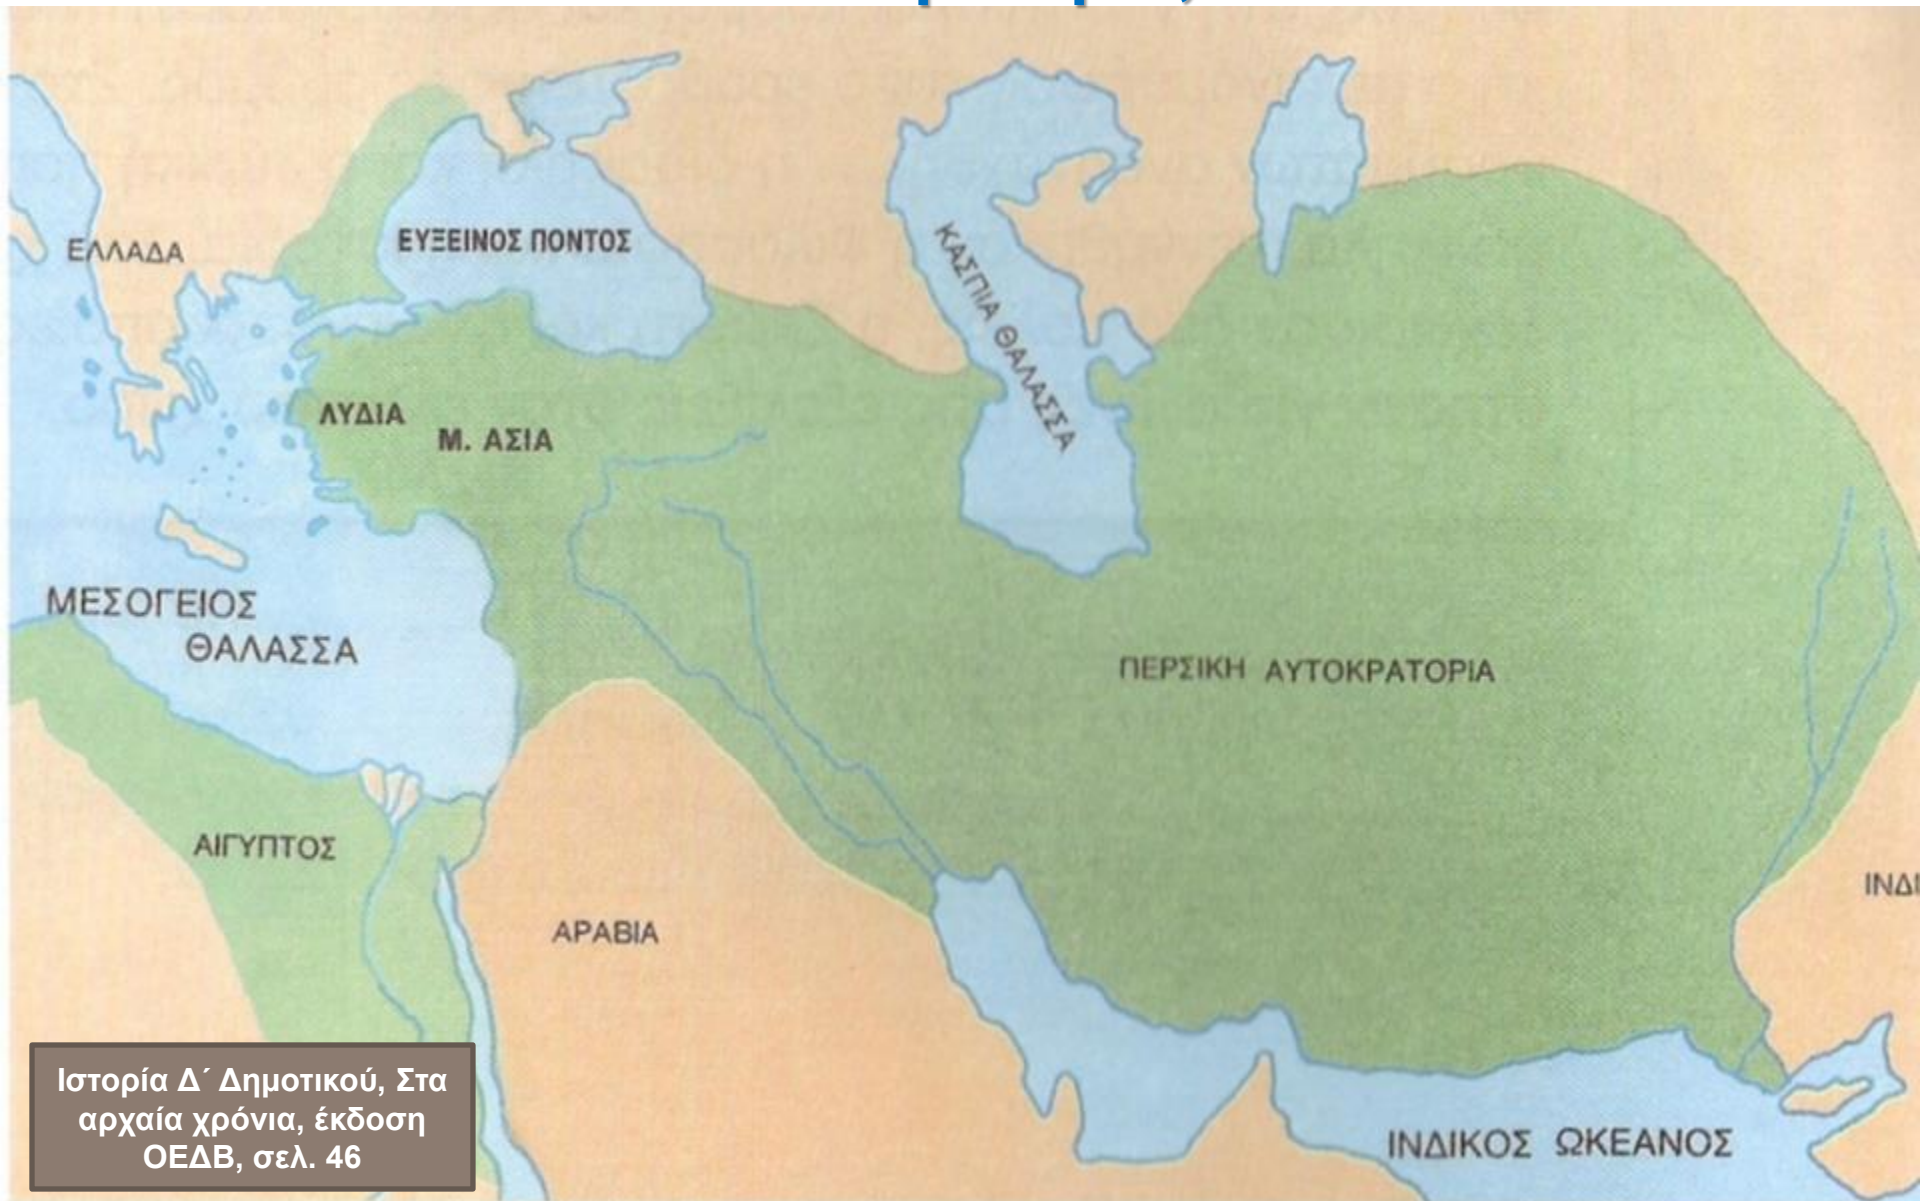 ΕΛΛΑΔΑ
ΕΥΞΕΙΝΟΣ ΠΟΝΤΟΣ
ΚΑΣΠΙΑ ΘΑΛΑΣΣΑ
ΛΥΔΙΑ
Μ. ΑΣΙΑ
ΜΕΣΟΓΕΙΟΣ
ΘΑΛΑΣΣΑ
ΠΕΡΣΙΚΗ ΑΥΤΟΚΡΑΤΟΡΙΑ
ΑΙΓΥΠΤΟΣ
ΑΡΑΒΙΑ
ΙΝΔΙ
ΙΝΔΙΚΟΣ ΩΚΕΑΝΟΣ
Ιστορία Δ΄ Δημοτικού, Στα
αρχαία χρόνια, έκδοση
ΟΕΔΒ, σελ. 46